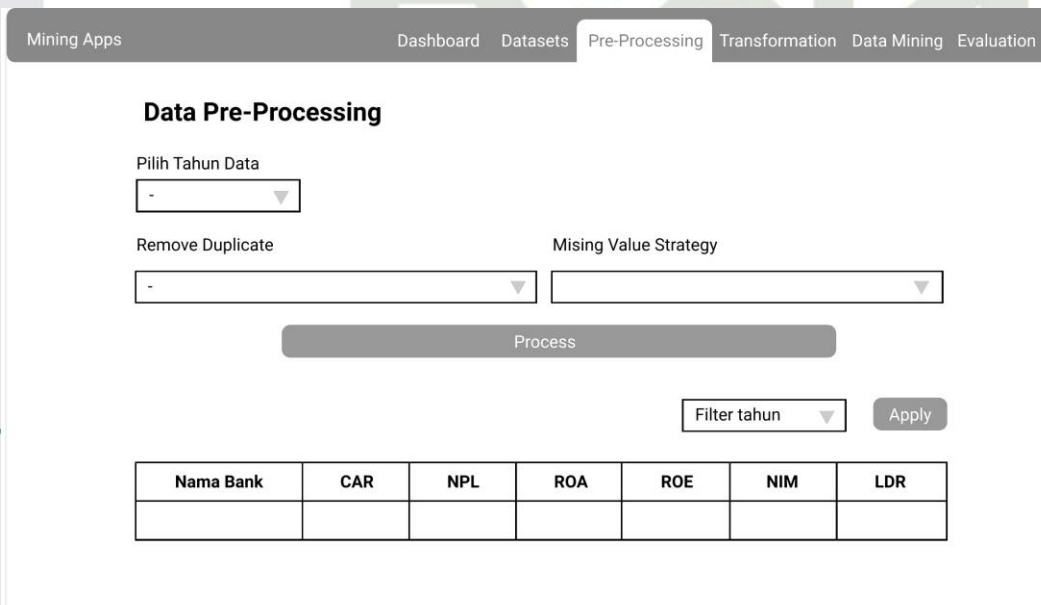 Mining Apps Dashboard Datasets Pre-Processing Transformation Data Mining Evaluation
Data Pre-Processing
Pilih Tahun Data
-
Remove Duplicate Mising Value Strategy
-
Process
Filter tahun Apply
Nama Bank CAR NPL ROA ROE NIM LDR